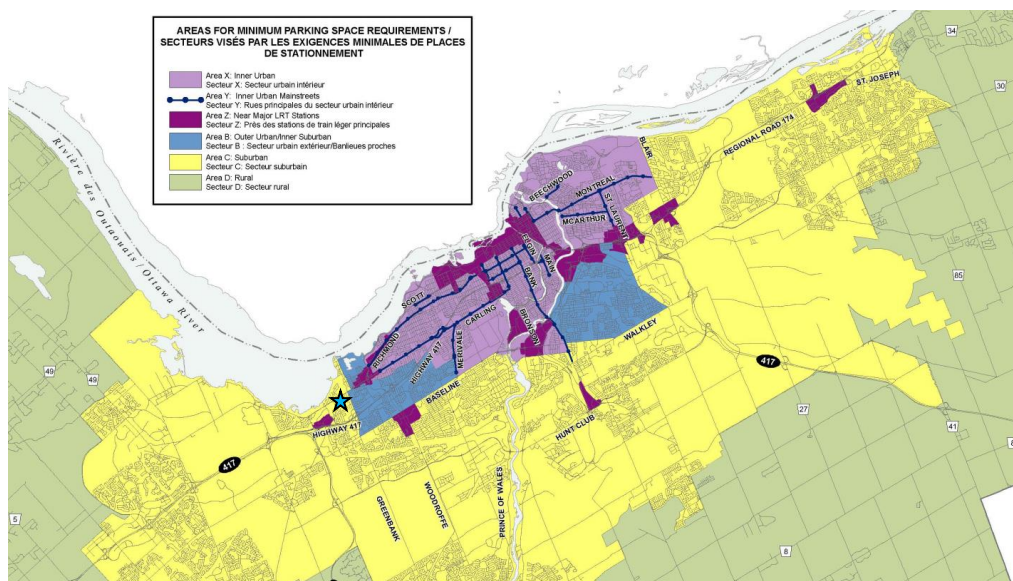 AREAS FOR MINIMUM PARKING SPACE REQUIREMENTS /
SECTEURS VISÉS PAR LES EXIGENCES MINIMALES DE PLACES
DE STATIONNEMENT
Area X: Inner Urban
Secteur X: Secteur urbain intérieur
Area Y: Inner Urban Mainstreets
Secteur Y: Rues principales du secteur urbain intérieur
Area Z: Near Major LRT Stations
Secteur Z: Près des stations de train léger principales
Area B: Outer Urban/Inner Suburban
Secteur B : Secteur urbain extérieur/Banlieues proches
Area C: Suburban
Secteur C: Secteur suburbain
Area D: Rural
Secteur D: Secteur rural
Rivière des Outaouais/Ottawa River
34
ST. JOSEPH
30
REGIONAL ROAD 174
BLAIR
BEECHWOOD
MONTREAL
ST. LAURENT
MCARTHUR
ELGIN
MAIN
BANK
85
SCOTT
CARLING
BRONSON
RICHMOND
HIGHWAY 417
MERIVALE
WALKLEY
417
49
49
BASELINE
27
HIGHWAY 417
HUNT CLUB
41
417
PRINCE OF WALES
WOODROFFE
GREENBANK
5
8